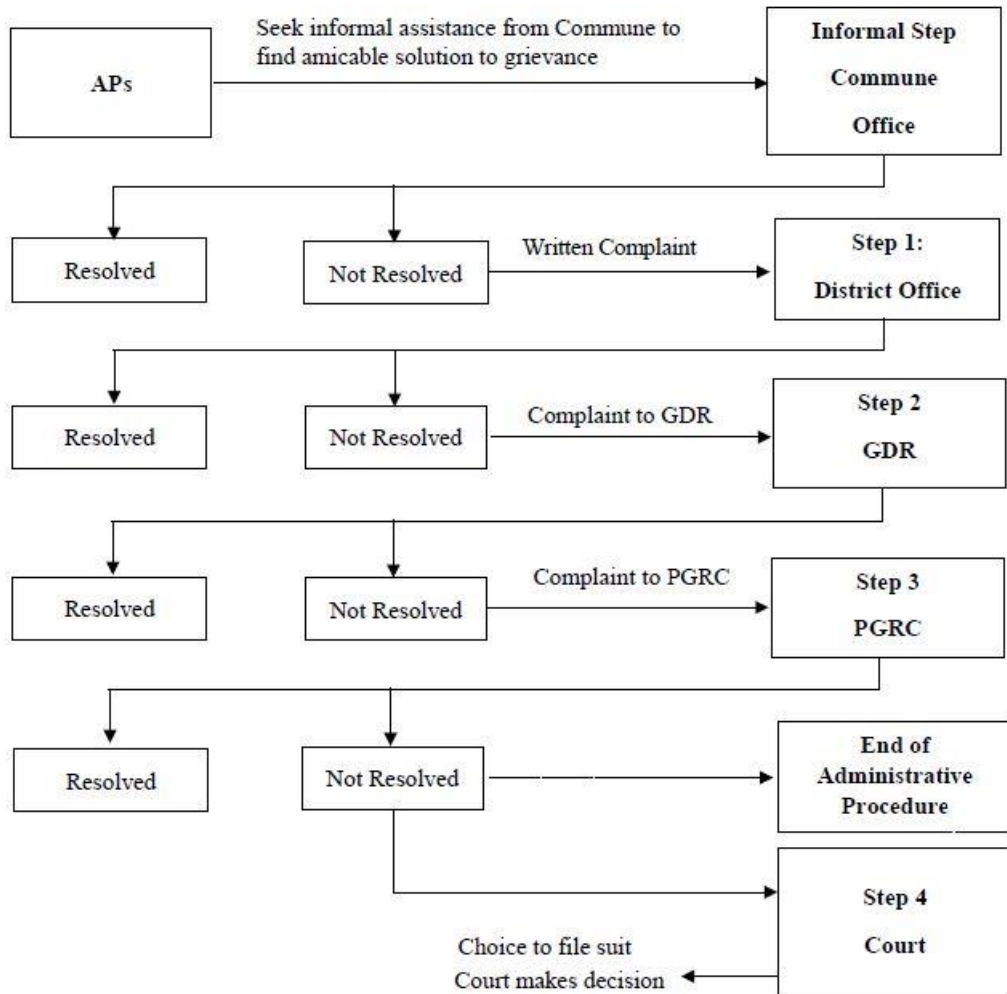 Seek informal assistance from Commune to
find amicable solution to grievance
APs
Informal Step
Commune
Office
Resolved
Not Resolved
Written Complaint
Step 1:
District Office
Resolved
Not Resolved
Complaint to GDR
Step 2
GDR
Resolved
Not Resolved
Complaint to PGRC
Step 3
PGRC
Resolved
Not Resolved
End of
Administrative
Procedure
Step 4
Court
Choice to file suit
Court makes decision